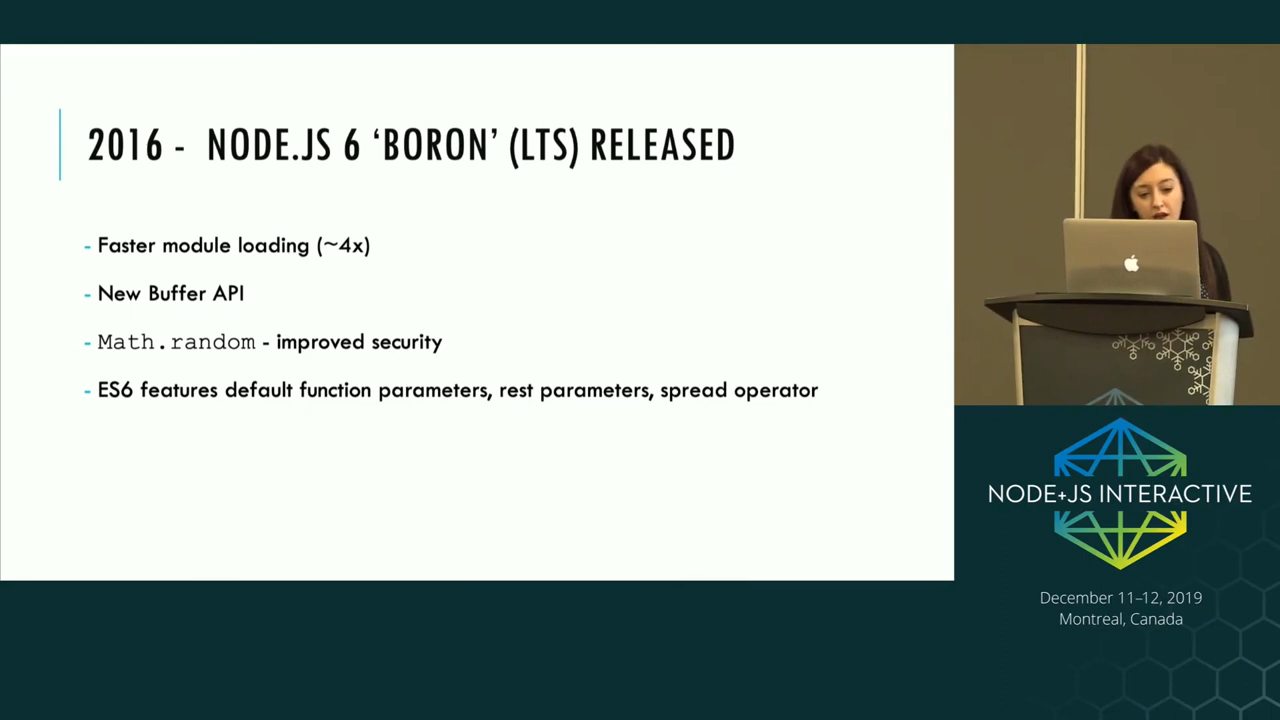 2016 - NODE.JS 6 ‘BORON’ (LTS) RELEASED
- Faster module loading (~4x)
- New Buffer API
- Math.random - improved security
- ES6 features default function parameters, rest parameters, spread operator
NODE+JS INTERACTIVE
December 11–12, 2019
Montreal, Canada